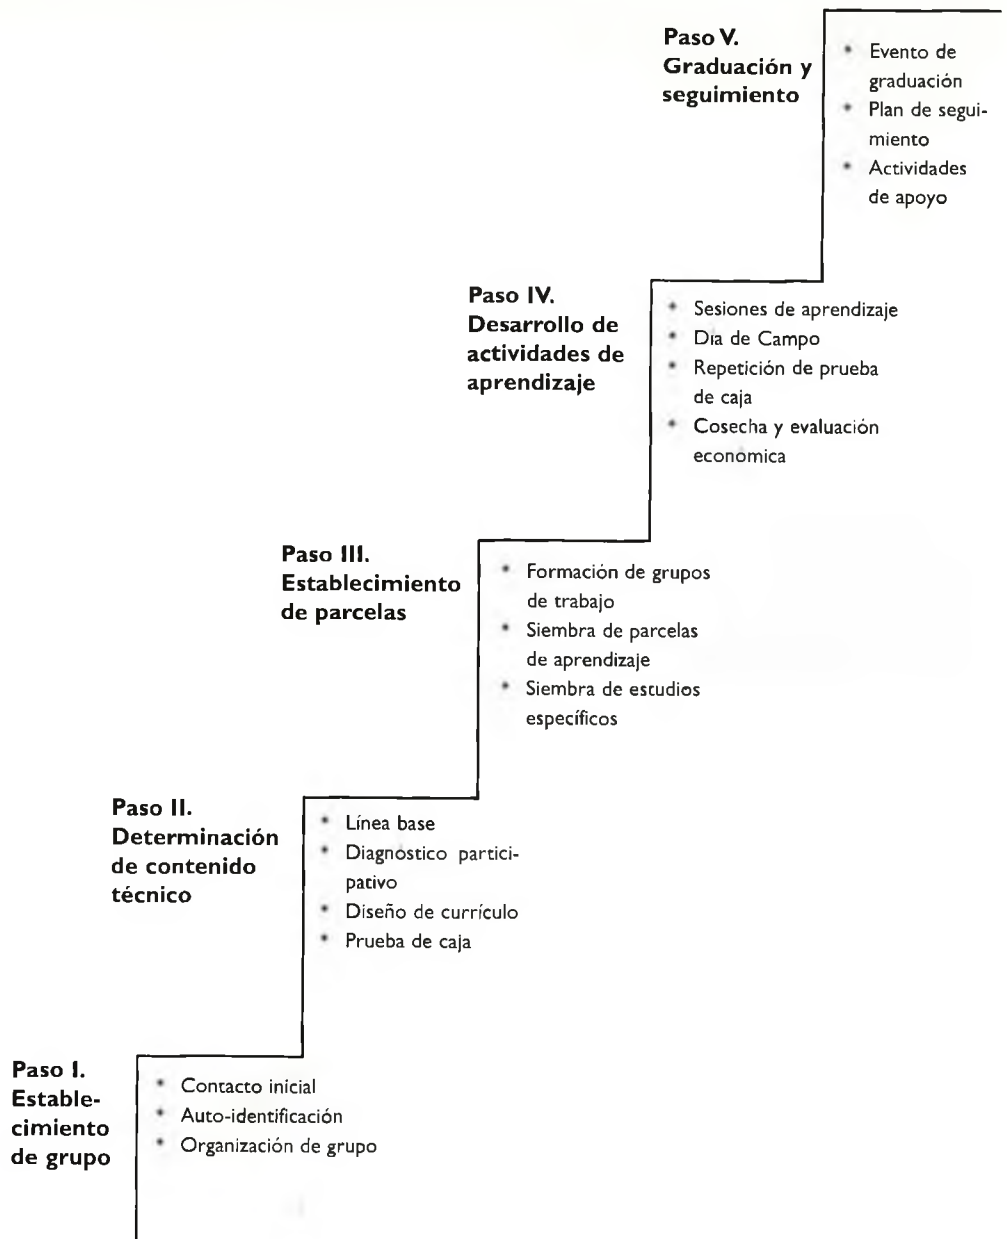 Paso V.
Graduación y
seguimiento
* Evento de
graduación
* Plan de segui-
miento
* Actividades
de apoyo
Paso IV.
Desarrollo de
actividades de
aprendizaje
* Sesiones de aprendizaje
* Dia de Campo
* Repetición de prueba
de caja
* Cosecha y evaluación
económica
Paso III.
Establecimiento
de parcelas
* Formación de grupos
de trabajo
* Siembra de parcelas
de aprendizaje
* Siembra de estudios
específicos
Paso II.
Determinación
de contenido
técnico
* Línea base
* Diagnóstico partici-
pativo
* Diseño de currículo
* Prueba de caja
Paso I.
Estable-
cimiento
de grupo
* Contacto inicial
* Auto-identificación
* Organización de grupo